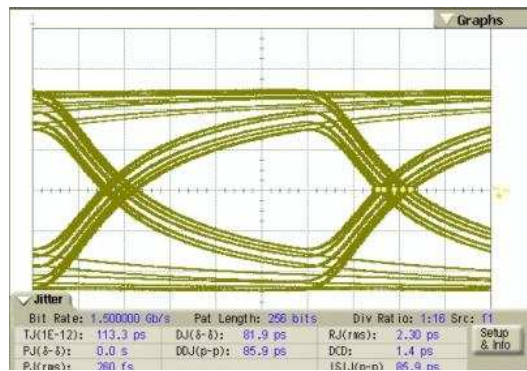 Graphs
Jitter
Bit Rate: 1.500000 Gb/s Pat Length: 256 bits Div Ratio: 1:16 Src: f1
TJ(1E-12): 113.3 ps DJ(δ-δ): 81.9 ps RJ(rms): 2.30 ps
PJ(δ-δ): 0.0 s DDJ(p-p): 85.9 ps DCD: 1.4 ps
PJ(rms): 260 fs ISIJ(p-p) 85.9 ps
Setup
& Info